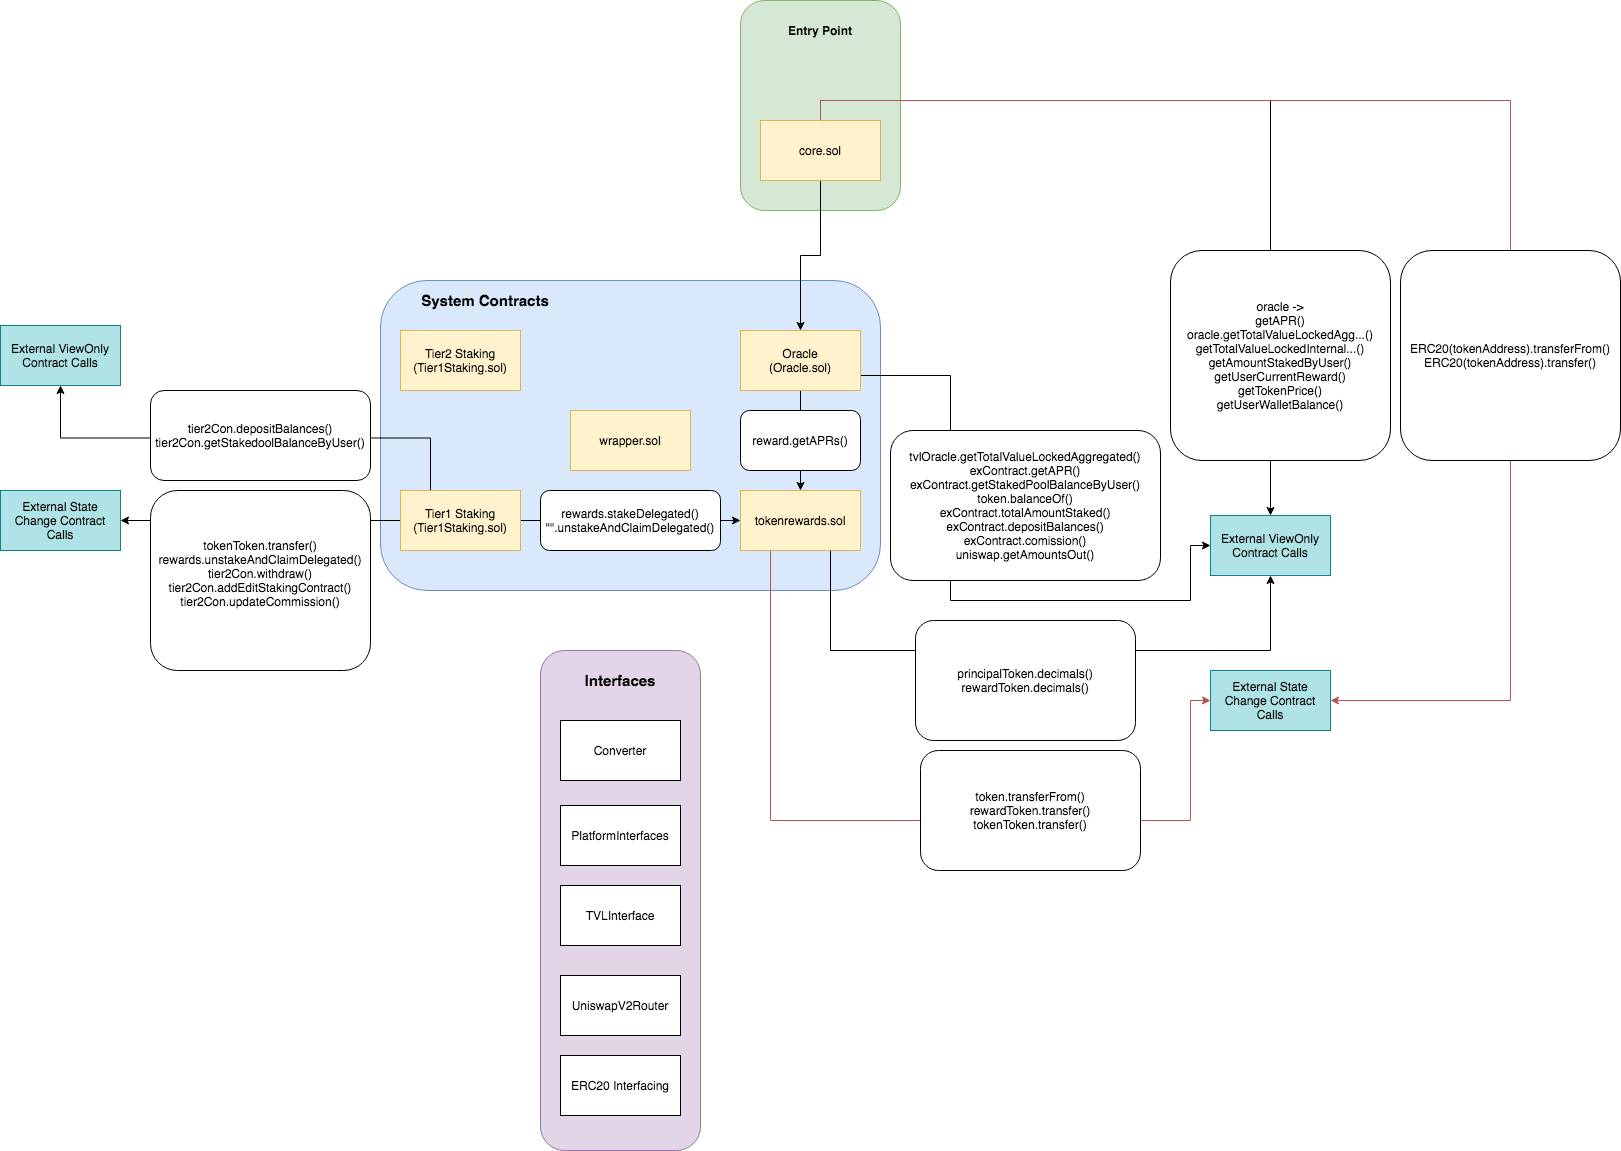 Entry Point
core.sol
System Contracts
Tier2 Staking
(Tier1Staking.sol)
Oracle
(Oracle.sol)
wrapper.sol
reward.getAPRs()
Tier1 Staking
(Tier1Staking.sol)
rewards.stakeDelegated()
"".unstakeAndClaimDelegated()
tokenrewards.sol
External ViewOnly
Contract Calls
tier2Con.depositBalances()
tier2Con.getStakedoolBalanceByUser()
External State
Change Contract
Calls
tokenToken.transfer()
rewards.unstakeAndClaimDelegated()
tier2Con.withdraw()
tier2Con.addEditStakingContract()
tier2Con.updateCommission()
oracle ->
getAPR()
oracle.getTotalValueLockedAgg...()
getTotalValueLockedInternal...()
getAmountStakedByUser()
getUserCurrentReward()
getTokenPrice()
getUserWalletBalance()
ERC20(tokenAddress).transferFrom()
ERC20(tokenAddress).transfer()
tvlOracle.getTotalValueLockedAggregated()
exContract.getAPR()
exContract.getStakedPoolBalanceByUser()
token.balanceOf()
exContract.totalAmountStaked()
exContract.depositBalances()
exContract.comission()
uniswap.getAmountsOut()
External ViewOnly
Contract Calls
principalToken.decimals()
rewardToken.decimals()
External State
Change Contract
Calls
token.transferFrom()
rewardToken.transfer()
tokenToken.transfer()
Interfaces
Converter
PlatformInterfaces
TVLInterface
UniswapV2Router
ERC20 Interfacing